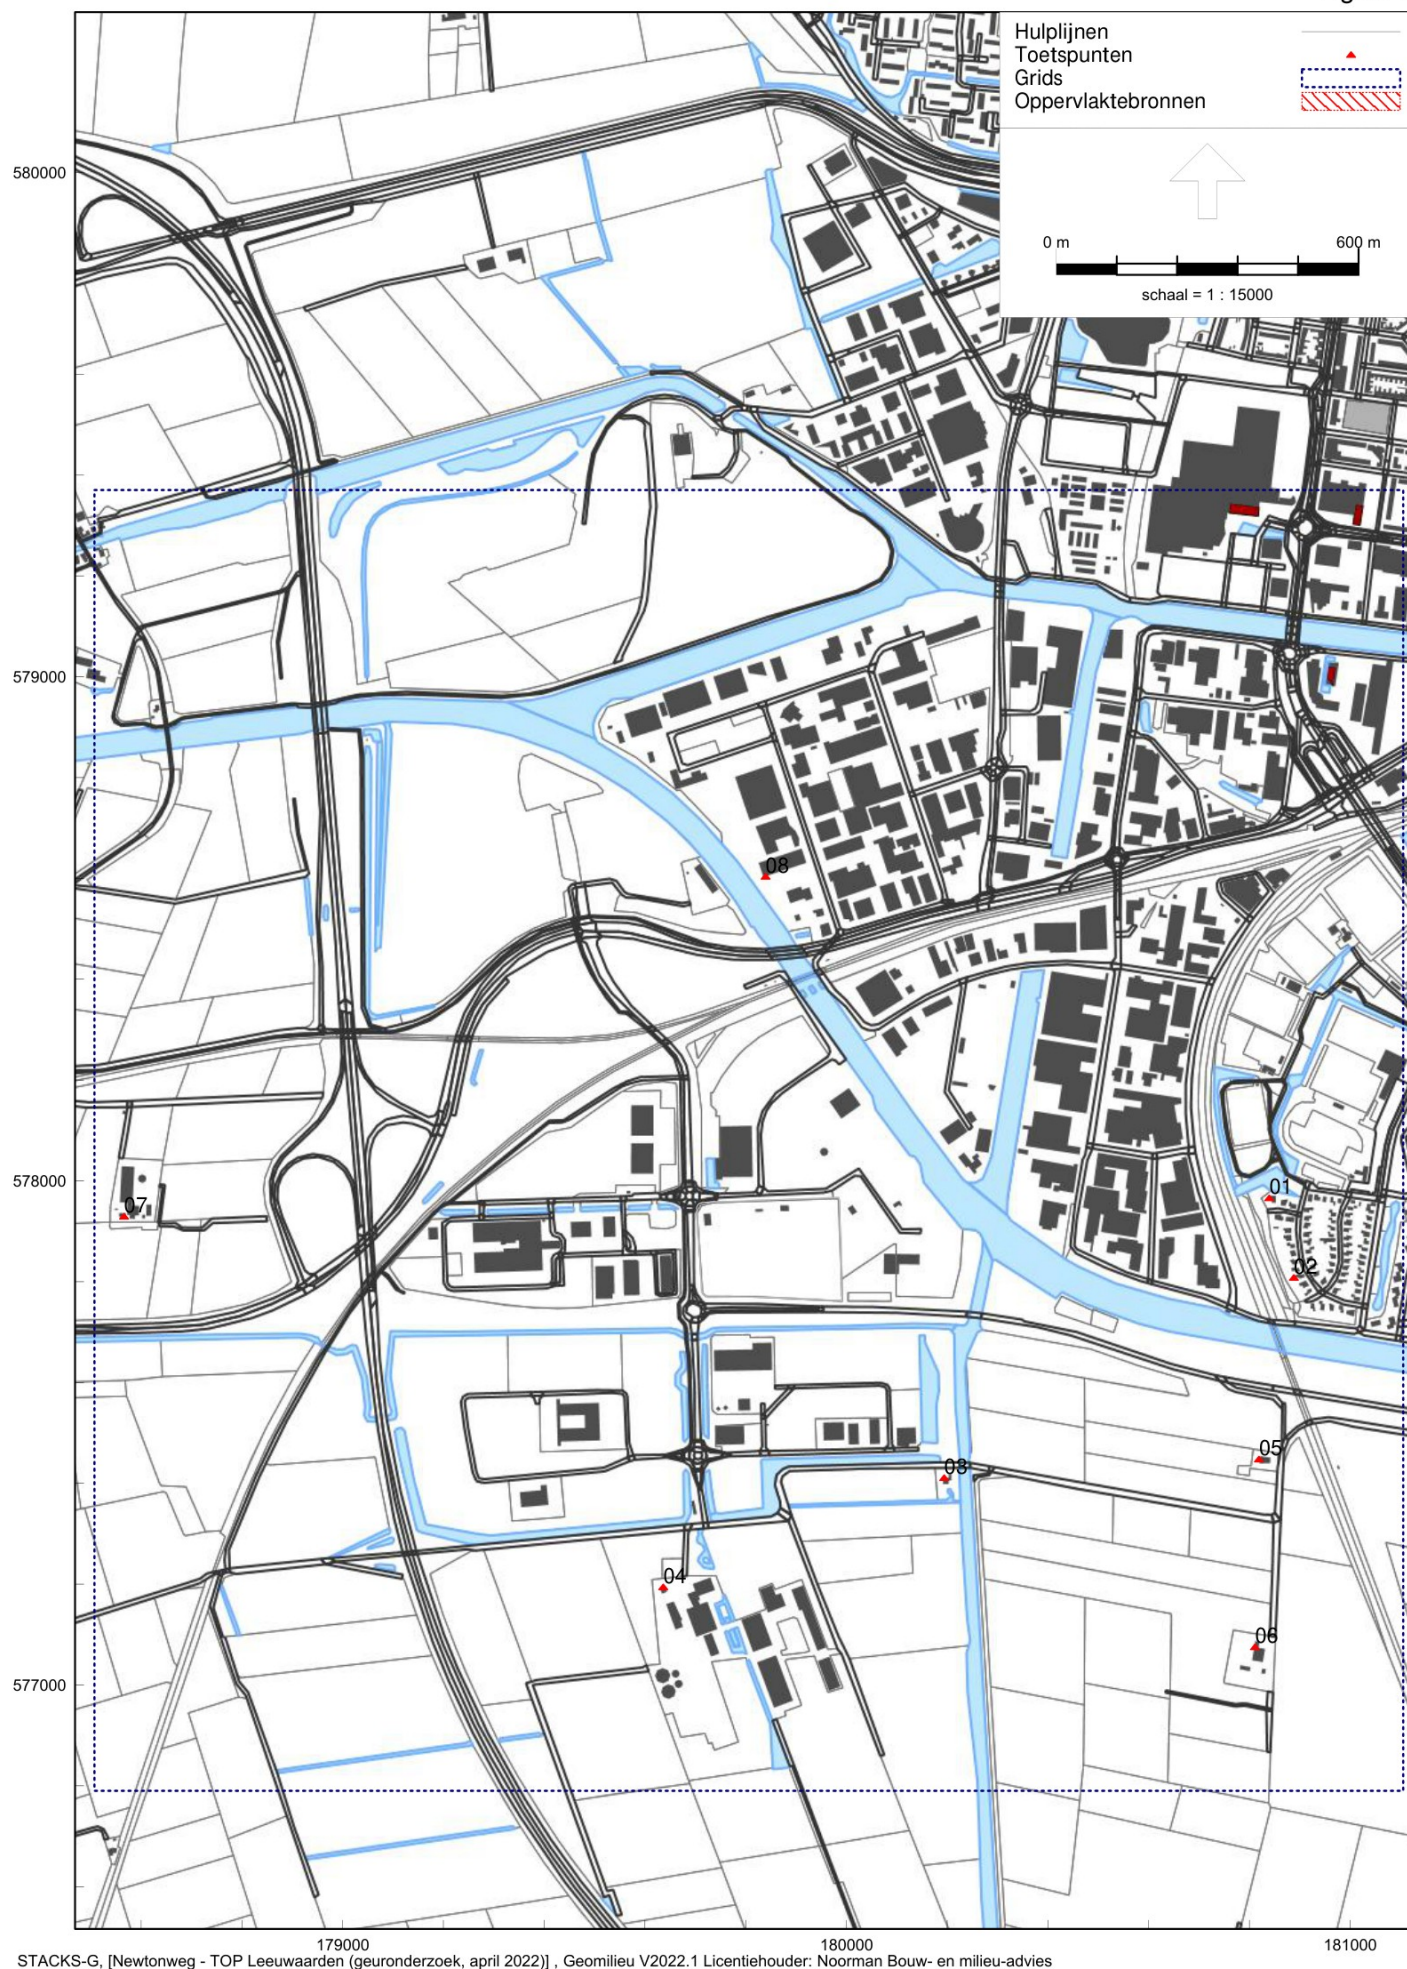 Hulplijnen
Toetspunten
Grids
Oppervlaktebronnen
0 m 600 m
schaal = 1 : 15000
580000
579000
08
578000
01
07
02
05
03
04
06
577000
179000 180000 181000
STACKS-G, [Newtonweg - TOP Leeuwaarden (geuronderzoek, april 2022)] , Geomilieu V2022.1 Licentiehouder: Noorman Bouw- en milieu-advies